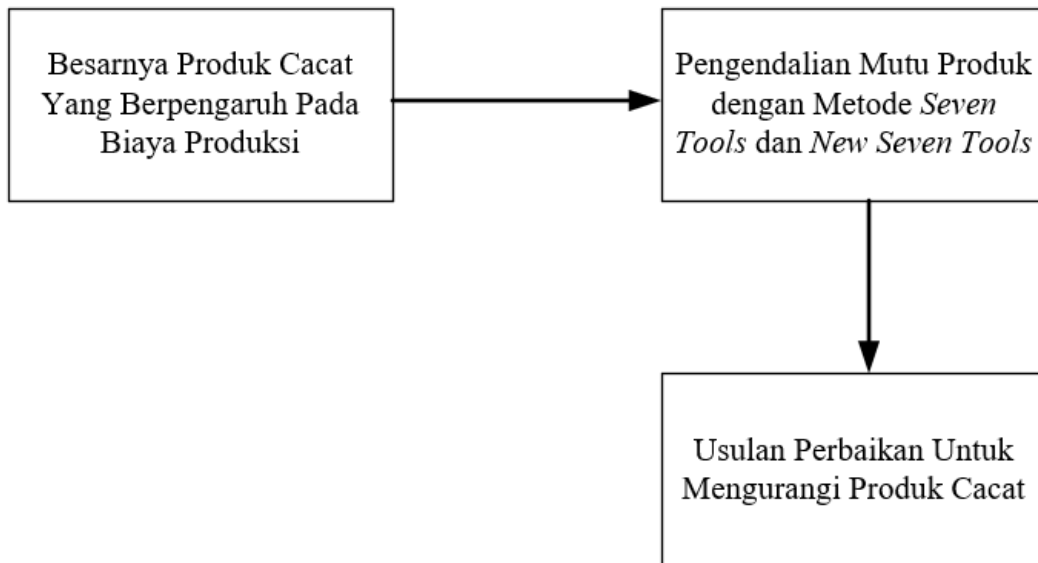 Besarnya Produk Cacat
Yang Berpengaruh Pada
Biaya Produksi
Pengendalian Mutu Produk
dengan Metode Seven
Tools dan New Seven Tools
Usulan Perbaikan Untuk
Mengurangi Produk Cacat